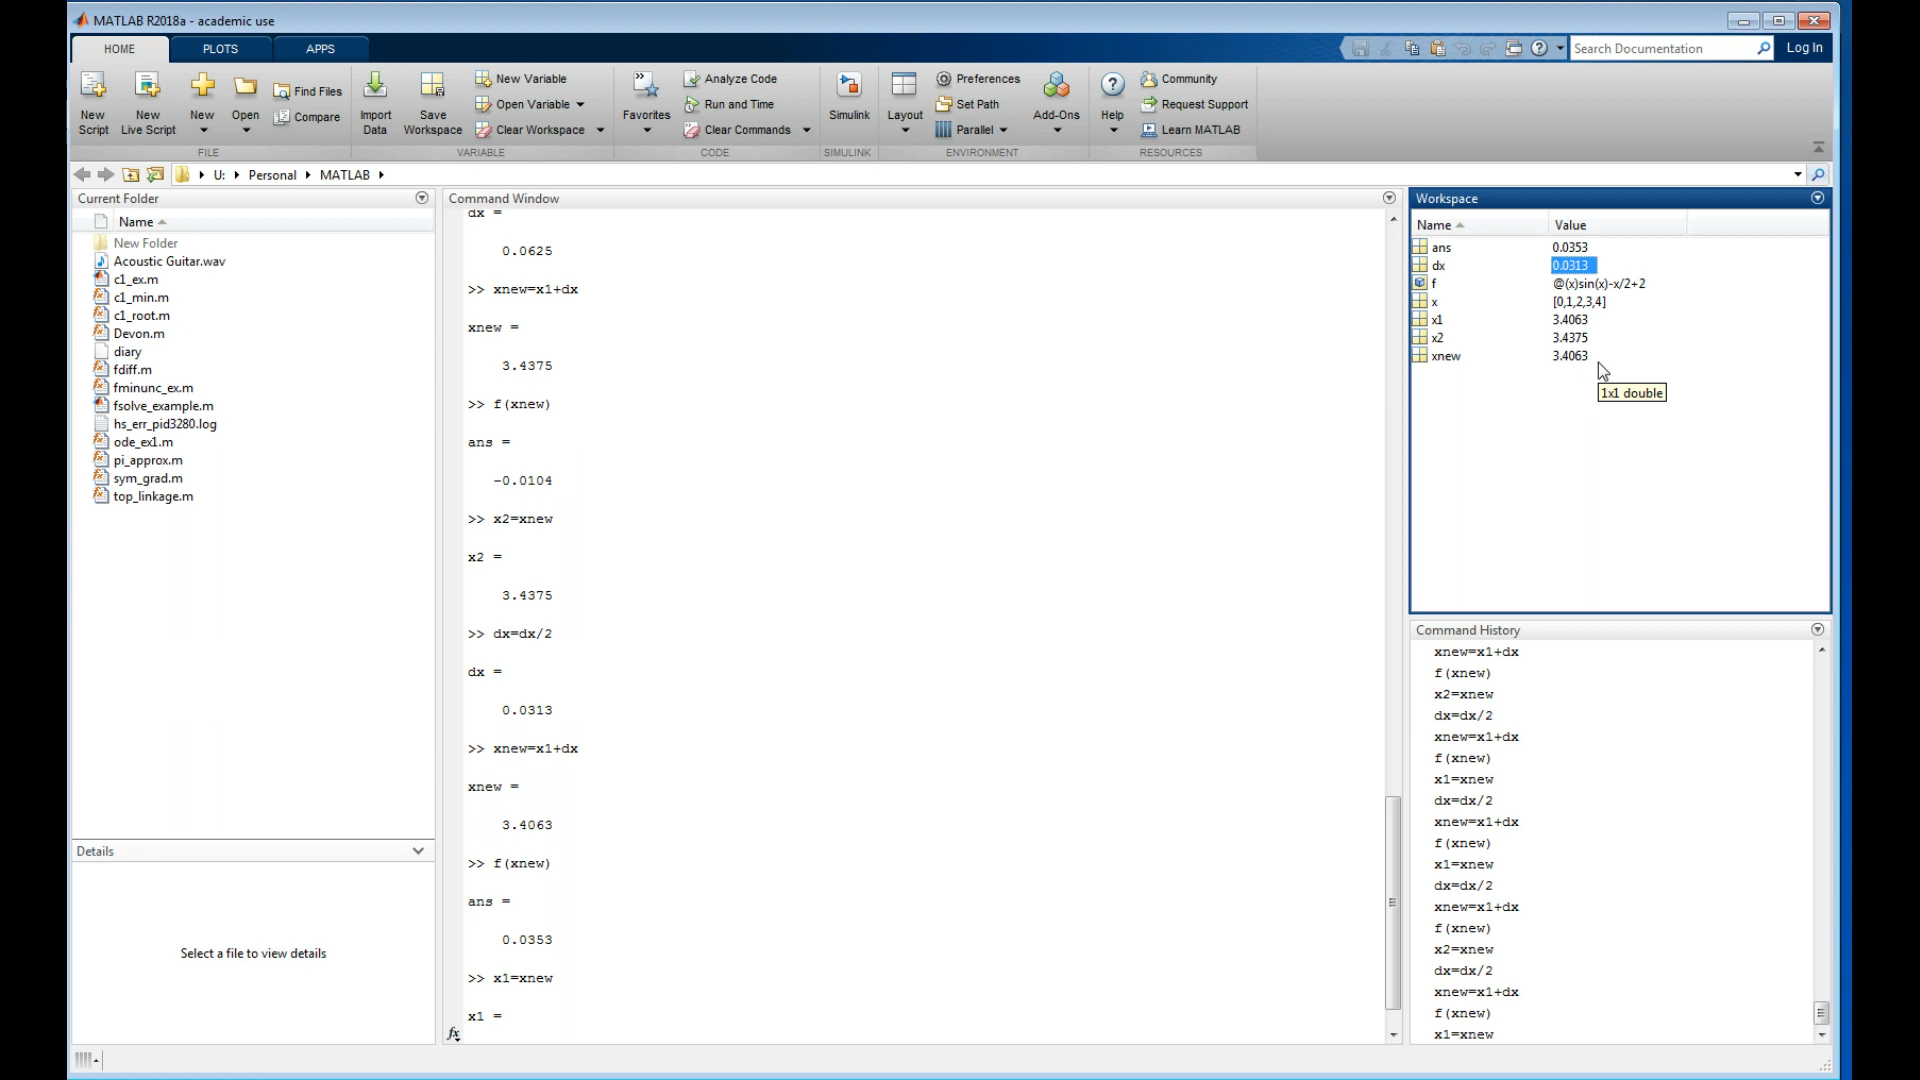 MATLAB R2018a - academic use
HOME
PLOTS
APPS
Search Documentation
Log In
New Script
New Live Script
New
Open
Find Files
Compare
FILE
Import Data
Save Workspace
New Variable
Open Variable
Clear Workspace
VARIABLE
Favorites
Analyze Code
Run and Time
Clear Commands
CODE
Simulink
SIMULINK
Layout
Preferences
Set Path
Parallel
Add-Ons
ENVIRONMENT
Help
Community
Request Support
Learn MATLAB
RESOURCES
U: Personal MATLAB
Current Folder
Name
New Folder
Acoustic Guitar.wav
c1_ex.m
c1_min.m
c1_root.m
Devon.m
diary
fdiff.m
fminunc_ex.m
fsolve_example.m
hs_err_pid3280.log
ode_ex1.m
pi_approx.m
sym_grad.m
top_linkage.m
Details
Select a file to view details
Command Window
dx =
0.0625
>> xnew=x1+dx
xnew =
3.4375
>> f(xnew)
ans =
-0.0104
>> x2=xnew
x2 =
3.4375
>> dx=dx/2
dx =
0.0313
>> xnew=x1+dx
xnew =
3.4063
>> f(xnew)
ans =
0.0353
>> x1=xnew
x1 =
fx
Workspace
Name Value
ans 0.0353
dx 0.0313
f @(x)sin(x)-x/2+2
x [0,1,2,3,4]
x1 3.4063
x2 3.4375
xnew 3.4063
1x1 double
Command History
xnew=x1+dx
f(xnew)
x2=xnew
dx=dx/2
xnew=x1+dx
f(xnew)
x1=xnew
dx=dx/2
xnew=x1+dx
f(xnew)
x1=xnew
dx=dx/2
xnew=x1+dx
f(xnew)
x2=xnew
dx=dx/2
xnew=x1+dx
f(xnew)
x1=xnew